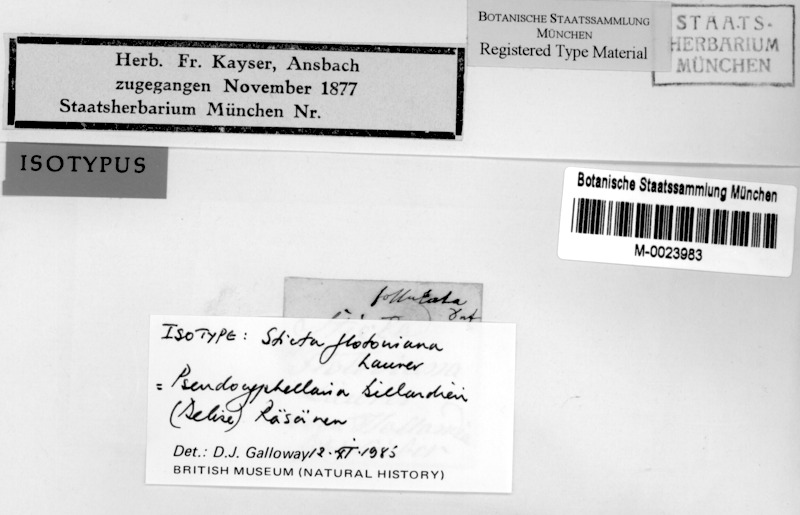 BOTANISCHE STAATSSAMMLUNG
MÜNCHEN
Registered Type Material
STAATS-
HERBARIUM
MÜNCHEN
Herb. Fr. Kayser, Ansbach
zugegangen November 1877
Staatsherbarium München Nr.
ISOTYPUS
Botanische Staatssammlung München
M-0023983
ISOTYPE: Sticta flotowiana
Laurer
= Pseudocyphellaria billardieri
(Delise) Räsänen
Det.: D.J. Galloway 12·XI·1985
BRITISH MUSEUM (NATURAL HISTORY)